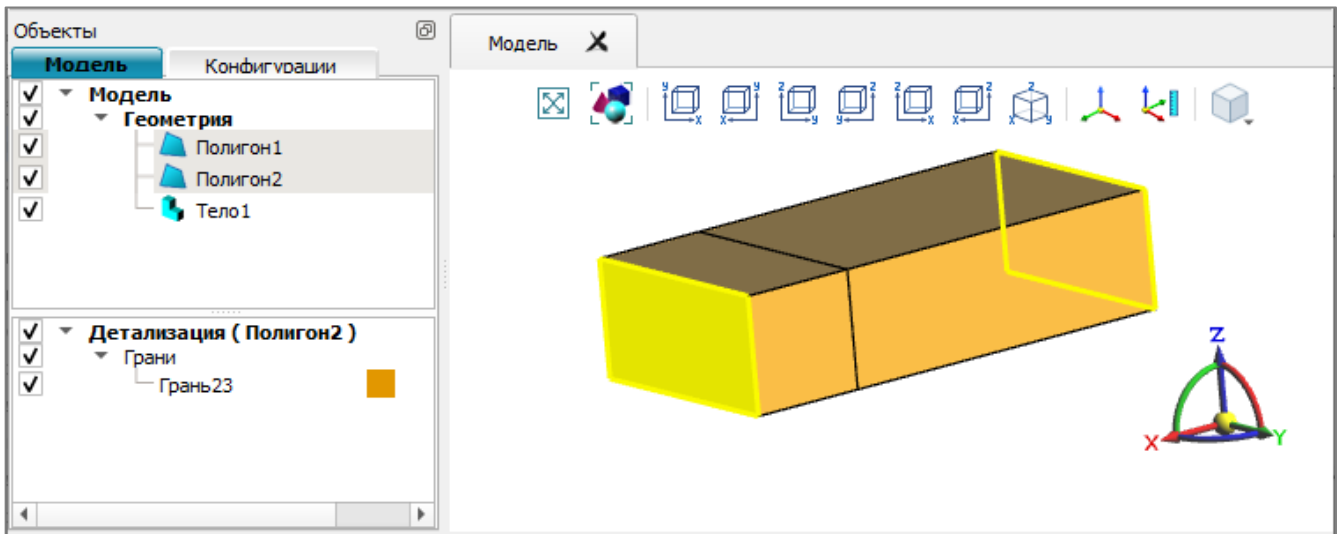 Объекты
Модель Конфигурации
Модель
Геометрия
Полигон1
Полигон2
Тело1
Детализация ( Полигон2 )
Грани
Грань23
Модель
y x
y x
z y
z y
z x
z x
z x y
Z
X
Y